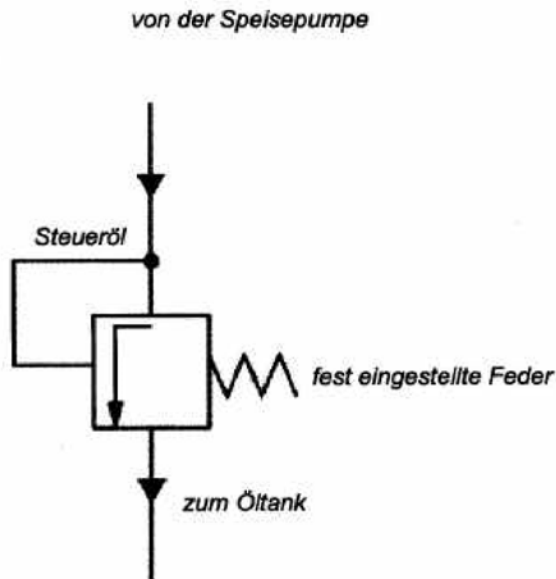 von der Speisepumpe
Steueröl
fest eingestellte Feder
zum Öltank